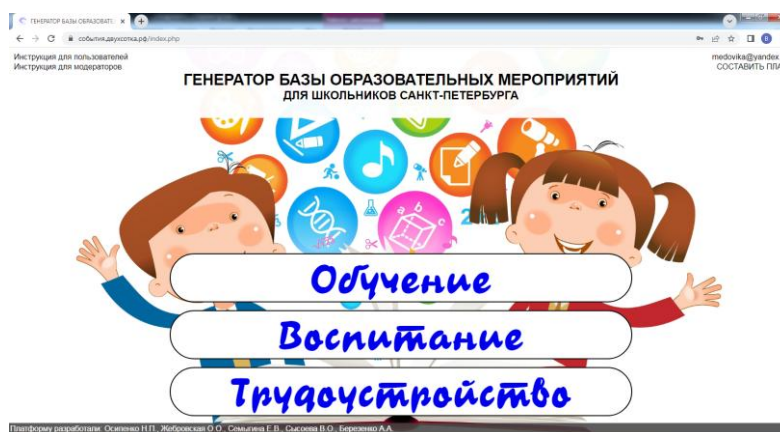 ГЕНЕРАТОР БАЗЫ ОБРАЗОВАТЕ
события.двухсотка.рф/index.php
Инструкция для пользователей
Инструкция для модераторов
medovika@yandex
СОСТАВИТЬ ПЛА
ГЕНЕРАТОР БАЗЫ ОБРАЗОВАТЕЛЬНЫХ МЕРОПРИЯТИЙ
ДЛЯ ШКОЛЬНИКОВ САНКТ-ПЕТЕРБУРГА
a b c
Обучение
Воспитание
Трудоустройство
Платформу разработали: Осипенко Н.П., Жебровская О.О., Семыгина Е.В., Сысоева В.О., Березенко А.А.